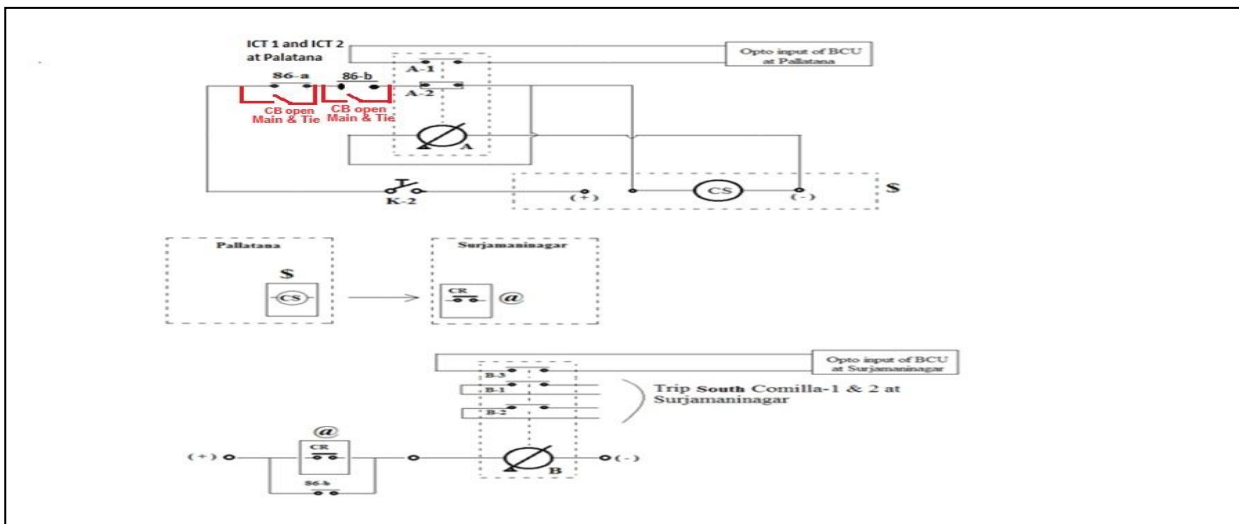 ICT 1 and ICT 2
at Palatana
86-a
86-b
CB open
Main & Tie
CB open
Main & Tie
A-1
A-2
A
Opto input of BCU
at Pallatana
K-2
(+)
CS
(-)
S
Pallatana
S
CS
Surjamaninagar
CR
@
Opto input of BCU
at Surjamaninagar
B-3
B-1
B-2
Trip South Comilla-1 & 2 at
Surjamaninagar
@
(+)
CR
86-b
B
(-)